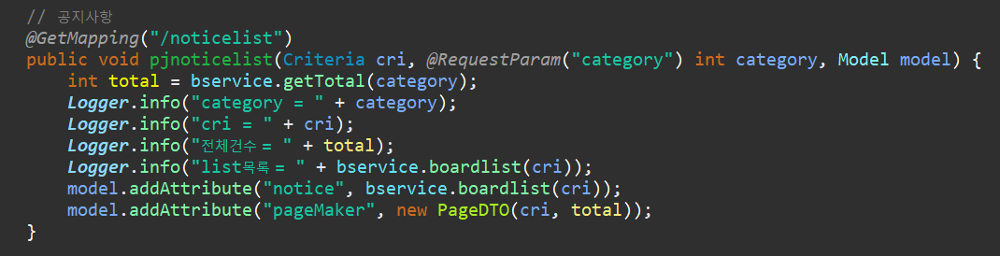 // 공지사항
@GetMapping("/noticelist")
public void pjnoticelist(Criteria cri, @RequestParam("category") int category, Model model) {
int total = bservice.getTotal(category);
Logger.info("category = " + category);
Logger.info("cri = " + cri);
Logger.info("전체건수 = " + total);
Logger.info("list목록 = " + bservice.boardlist(cri));
model.addAttribute("notice", bservice.boardlist(cri));
model.addAttribute("pageMaker", new PageDTO(cri, total));
}